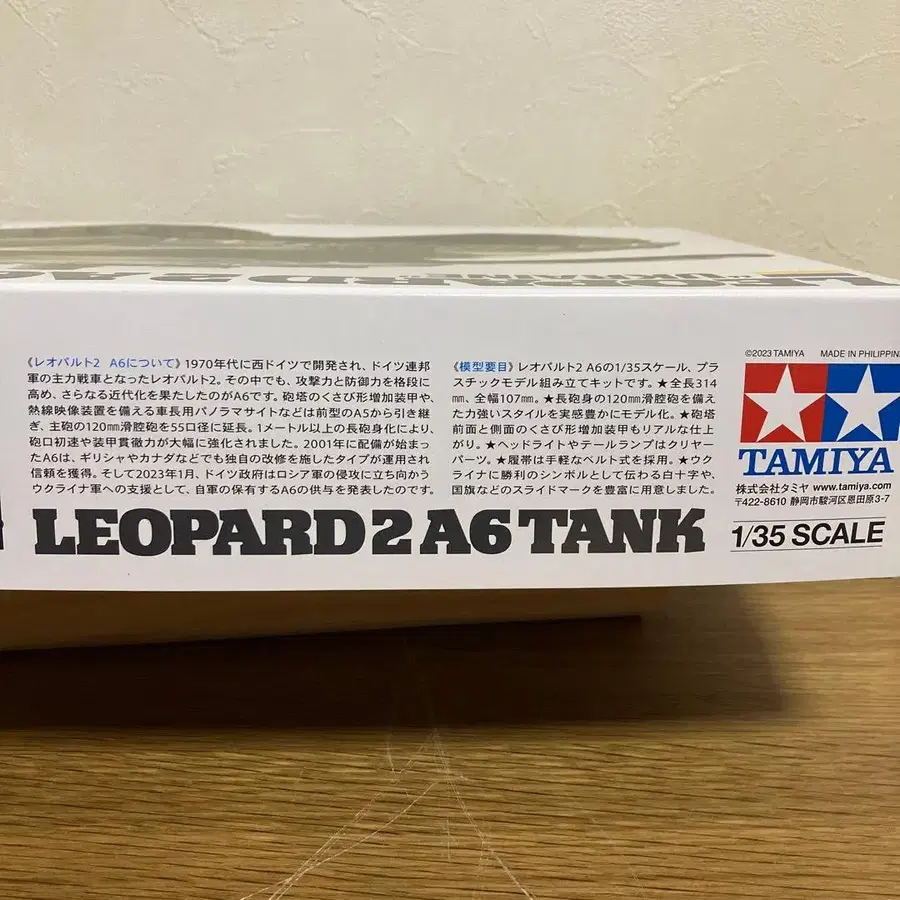 "UKRAINE"
《レオパルト2 A6について》1970年代に西ドイツで開発され、ドイツ連邦
軍の主力戦車となったレオパルト2。その中でも、攻撃力と防御力を格段に
高め、さらなる近代化を果たしたのがA6です。砲塔のくさび形増加装甲や、
熱線映像装置を備える車長用パノラマサイトなどは前型のA5から引き継
ぎ、主砲の120㎜滑腔砲を55口径に延長。1メートル以上の長砲身化により、
砲口初速や装甲貫徹力が大幅に強化されました。2001年に配備が始まっ
たA6は、ギリシャやカナダなどでも独自の改修を施したタイプが運用され
信頼を獲得。そして2023年1月、ドイツ政府はロシア軍の侵攻に立ち向かう
ウクライナ軍への支援として、自軍の保有するA6の供与を発表したのです。
《模型要目》レオパルト2 A6の1/35スケール、プラ
スチックモデル組み立てキットです。★全長314
㎜、全幅107㎜。★長砲身の120㎜滑腔砲を備え
た力強いスタイルを実感豊かにモデル化。★砲塔
前面と側面のくさび形増加装甲もリアルな仕上
がり。★ヘッドライトやテールランプはクリヤー
パーツ。★履帯は手軽なベルト式を採用。★ウク
ライナに勝利のシンボルとして伝わる白十字や、
国旗などのスライドマークを豊富に用意しました。
©2023 TAMIYA MADE IN PHILIPPIN
TAMIYA
株式会社タミヤ www.tamiya.com
〒422-8610 静岡市駿河区恩田原3-7
LEOPARD 2 A6 TANK
1/35 SCALE